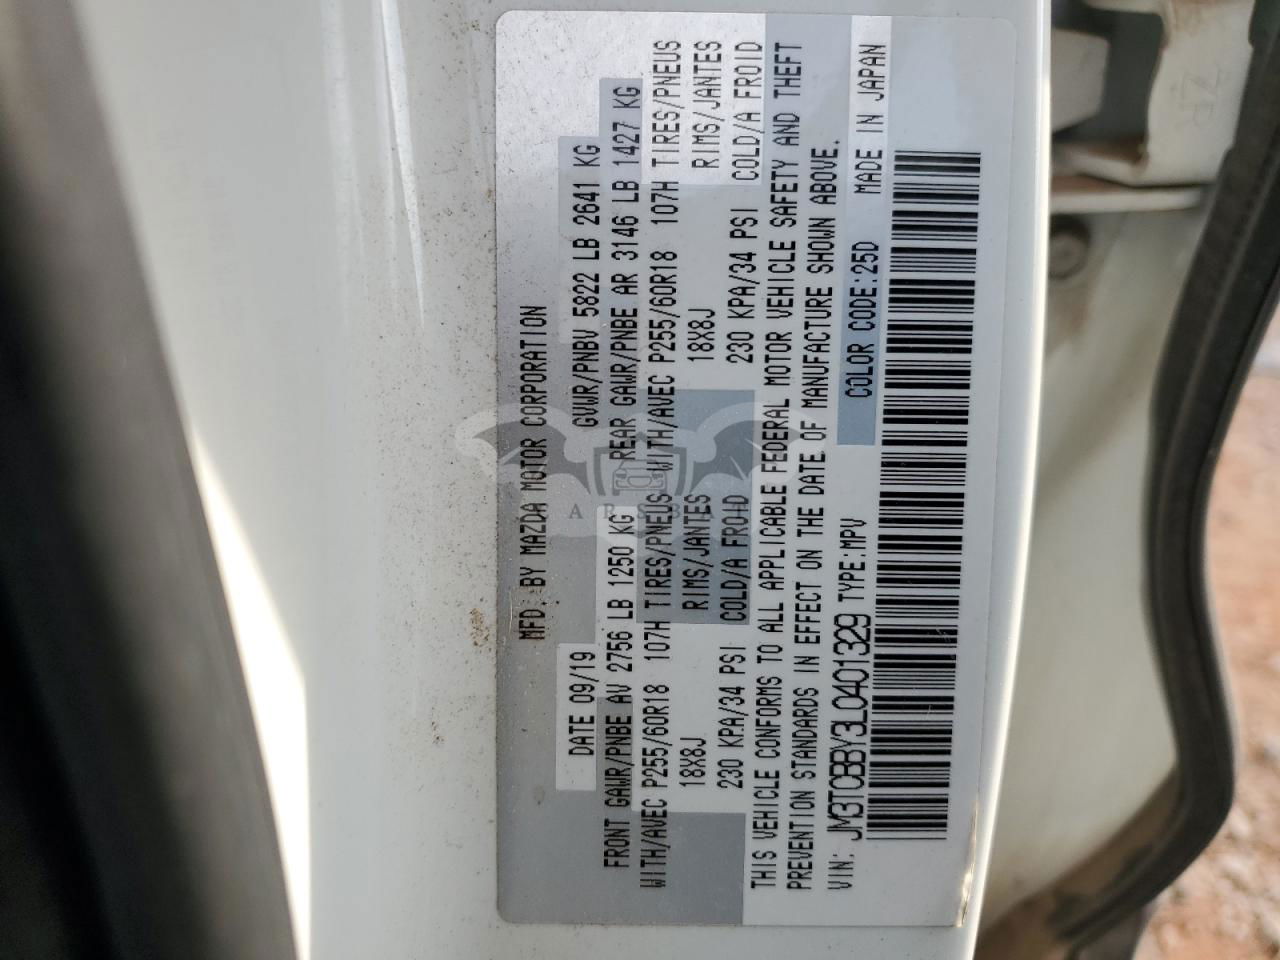 MFD. BY MAZDA MOTOR CORPORATION
DATE 09/19 GVWR/PNBV 5822 LB 2641 KG
FRONT GAWR/PNBE AV 2756 LB 1250 KG REAR GAWR/PNBE AR 3146 LB 1427 KG
WITH/AVEC P255/60R18 107H TIRES/PNEUS WITH/AVEC P255/60R18 107H TIRES/PNEUS
18X8J RIMS/JANTES 18X8J RIMS/JANTES
230 KPA/34 PSI COLD/A FROID 230 KPA/34 PSI COLD/A FROID
THIS VEHICLE CONFORMS TO ALL APPLICABLE FEDERAL MOTOR VEHICLE SAFETY AND THEFT
PREVENTION STANDARDS IN EFFECT ON THE DATE OF MANUFACTURE SHOWN ABOVE.
VIN: JM3TCBBY3L0401329 TYPE:MPV COLOR CODE:25D MADE IN JAPAN
CARSBAT